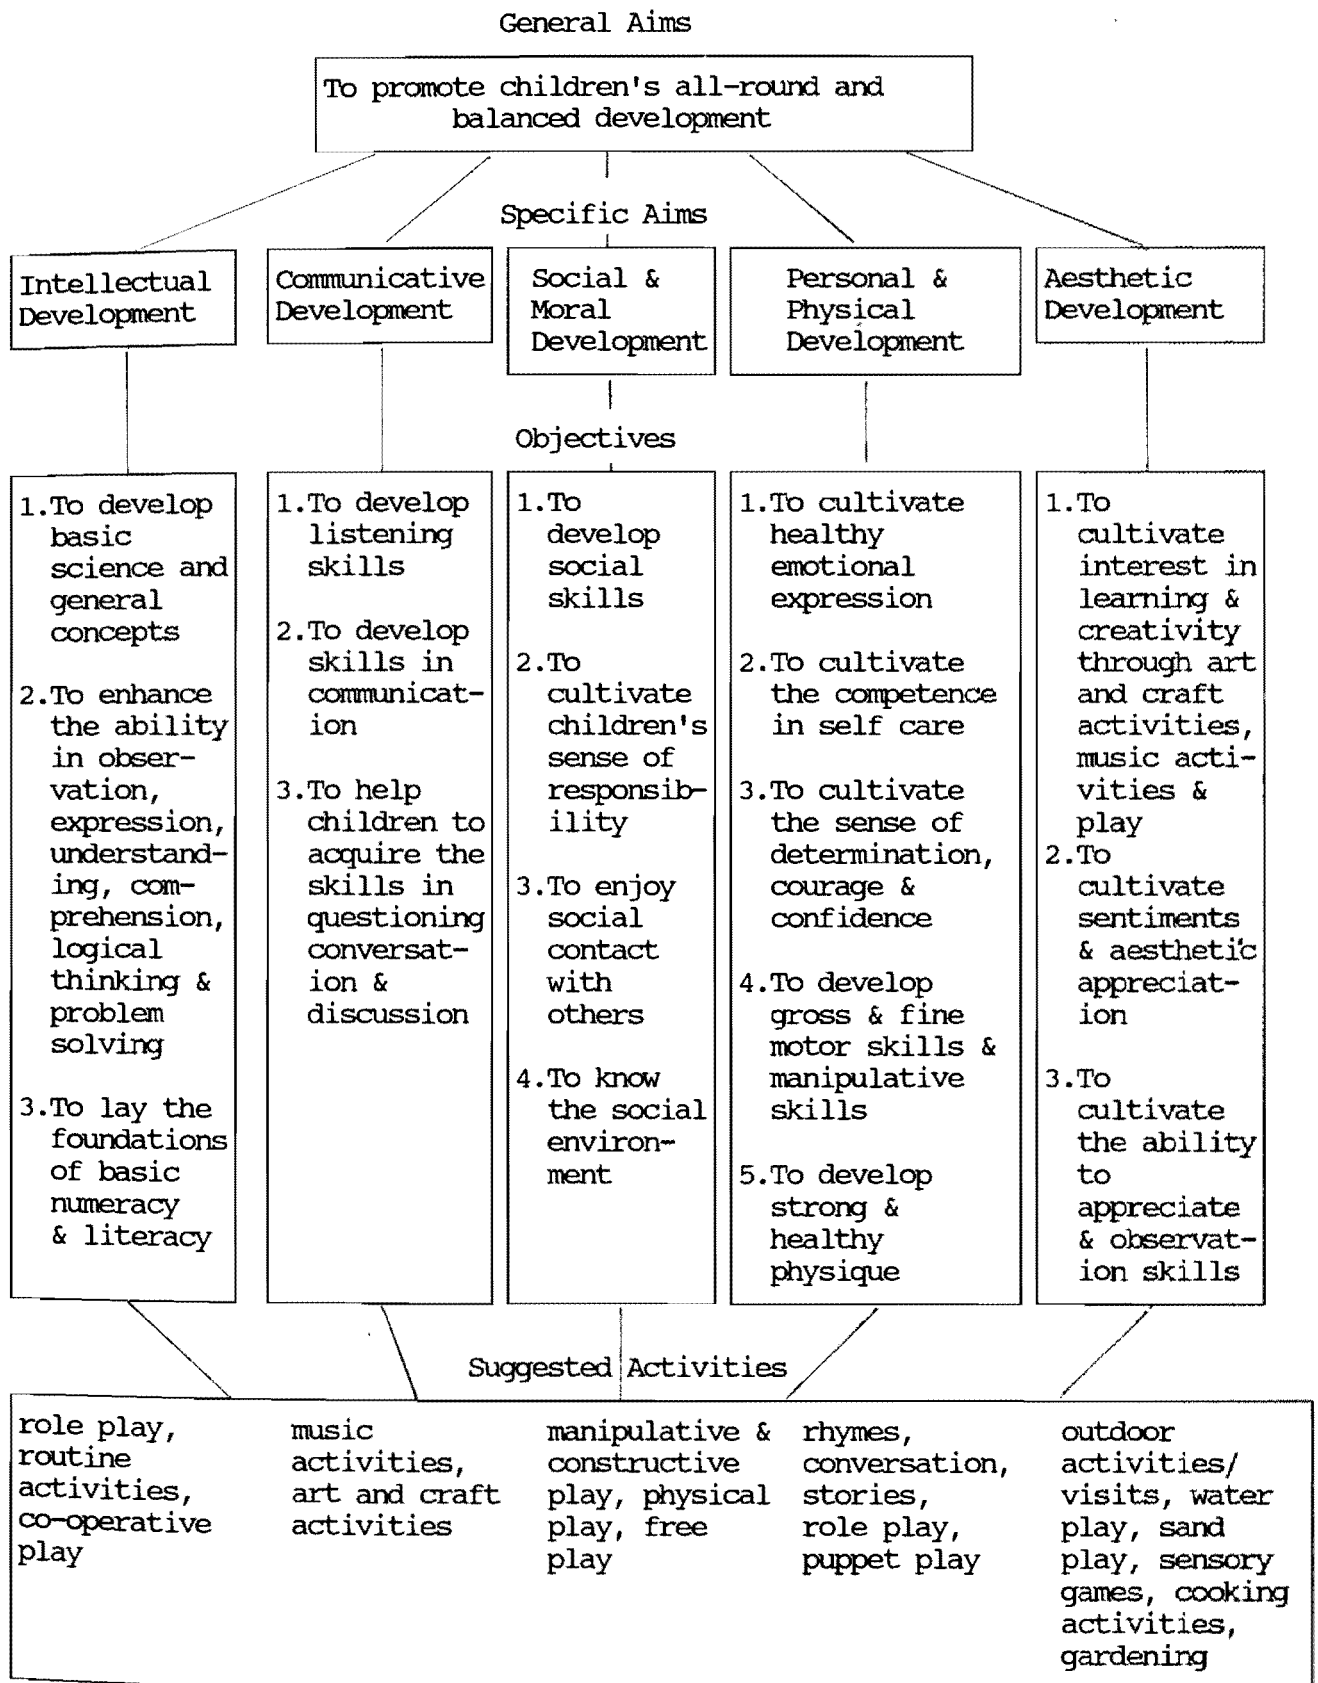 General Aims
To promote children's all-round and
balanced development
Specific Aims
Intellectual
Development
Communicative
Development
Social &
Moral
Development
Personal &
Physical
Development
Aesthetic
Development
Objectives
1.To develop
basic
science and
general
concepts
2.To enhance
the ability
in obser-
vation,
expression,
understand-
ing, com-
prehension,
logical
thinking &
problem
solving
3.To lay the
foundations
of basic
numeracy
& literacy
1.To develop
listening
skills
2.To develop
skills in
communicat-
ion
3.To help
children to
acquire the
skills in
questioning
conversat-
ion &
discussion
1.To
develop
social
skills
2.To
cultivate
children's
sense of
responsib-
ility
3.To enjoy
social
contact
with
others
4.To know
the social
environ-
ment
1.To cultivate
healthy
emotional
expression
2.To cultivate
the competence
in self care
3.To cultivate
the sense of
determination,
courage &
confidence
4.To develop
gross & fine
motor skills &
manipulative
skills
5.To develop
strong &
healthy
physique
1.To
cultivate
interest in
learning &
creativity
through art
and craft
activities,
music acti-
vities &
play
2.To
cultivate
sentiments
& aesthetic
appreciat-
ion
3.To
cultivate
the ability
to
appreciate
& observat-
ion skills
Suggested Activities
role play,
routine
activities,
co-operative
play
music
activities,
art and craft
activities
manipulative &
constructive
play, physical
play, free
play
rhymes,
conversation,
stories,
role play,
puppet play
outdoor
activities/
visits, water
play, sand
play, sensory
games, cooking
activities,
gardening